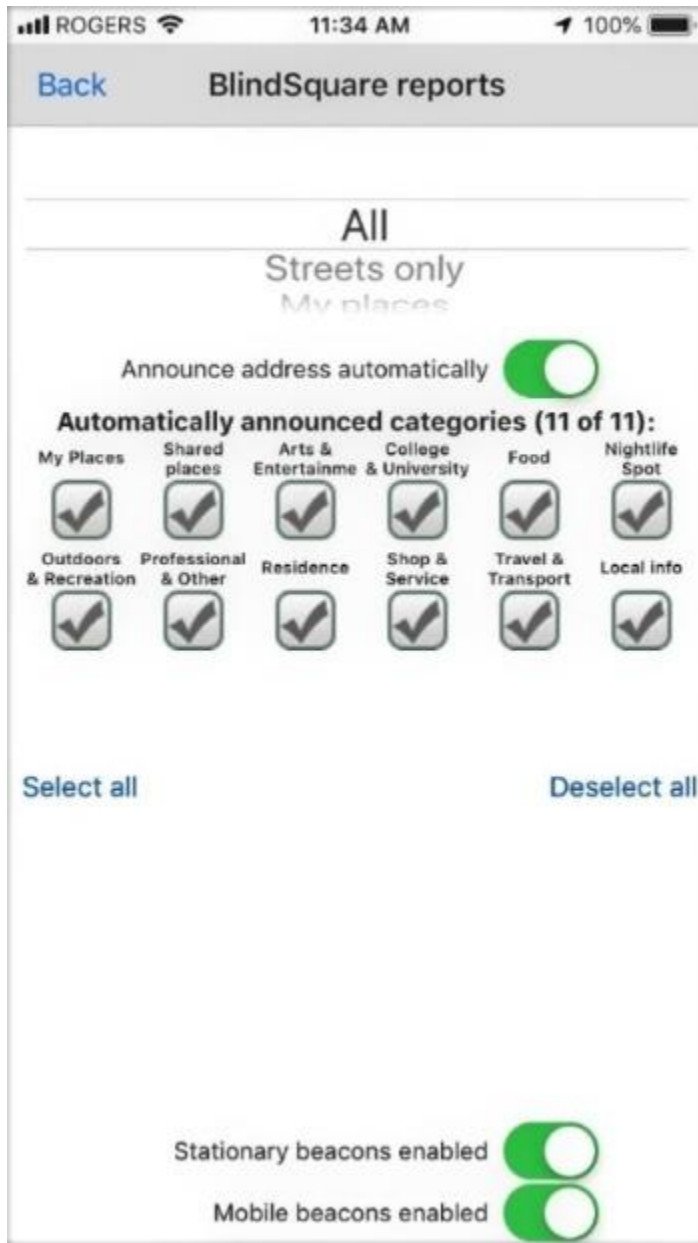 ROGERS 11:34 AM 100%
Back BlindSquare reports
All
Streets only
My places
Announce address automatically
Automatically announced categories (11 of 11):
My Places Shared places Arts & Entertainme College & University Food Nightlife Spot
Outdoors & Recreation Professional & Other Residence Shop & Service Travel & Transport Local info
Select all Deselect all
Stationary beacons enabled
Mobile beacons enabled